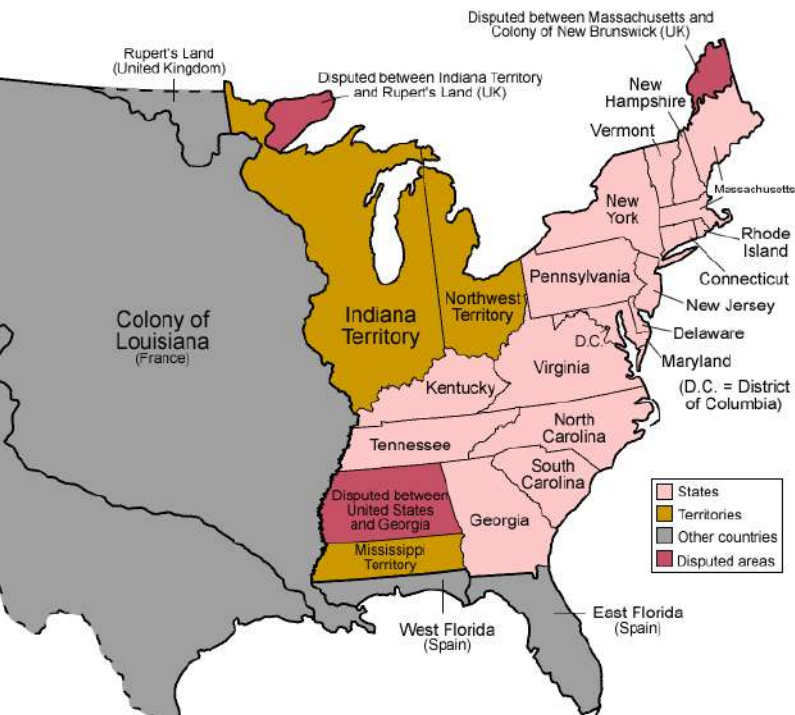 Disputed between Massachusetts and
Colony of New Brunswick (UK)
Rupert's Land
(United Kingdom)
Disputed between Indiana Territory
and Rupert's Land (UK)
New
Hampshire
Vermont
Massachusetts
New
York
Rhode
Island
Connecticut
Pennsylvania
New Jersey
Northwest
Territory
Indiana
Territory
Colony of
Louisiana
(France)
D.C.
Delaware
Maryland
Virginia
(D.C. = District
of Columbia)
Kentucky
North
Carolina
Tennessee
South
Carolina
Disputed between
United States
and Georgia
Georgia
Mississippi
Territory
States
Territories
Other countries
Disputed areas
West Florida
(Spain)
East Florida
(Spain)